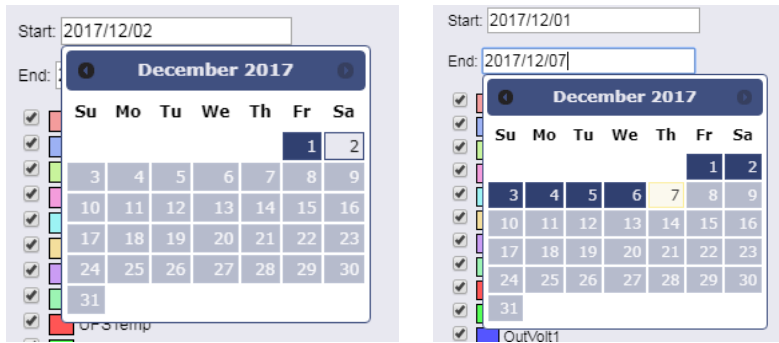 Start: 2017/12/02
End: 2
December 2017
Su Mo Tu We Th Fr Sa
1 2
3 4 5 6 7 8 9
10 11 12 13 14 15 16
17 18 19 20 21 22 23
24 25 26 27 28 29 30
31
UPSTemp
Start: 2017/12/01
End: 2017/12/07
December 2017
Su Mo Tu We Th Fr Sa
1 2
3 4 5 6 7 8 9
10 11 12 13 14 15 16
17 18 19 20 21 22 23
24 25 26 27 28 29 30
31
OutVolt1